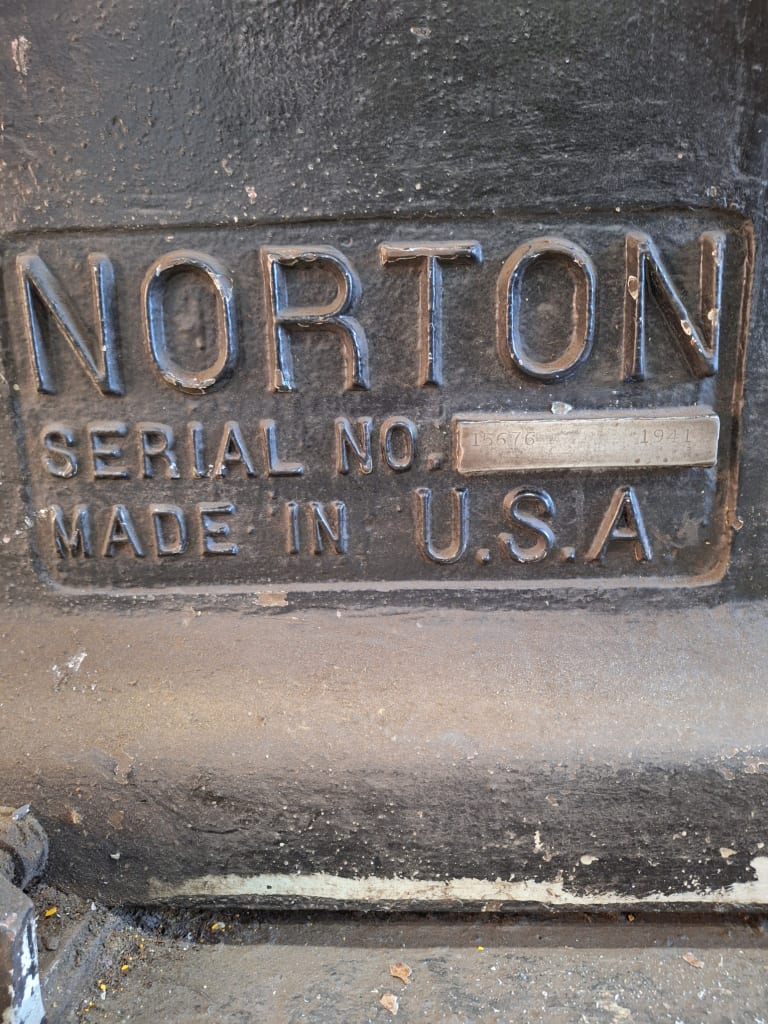 NORTON
SERIAL NO. 15676 1941
MADE IN U.S.A